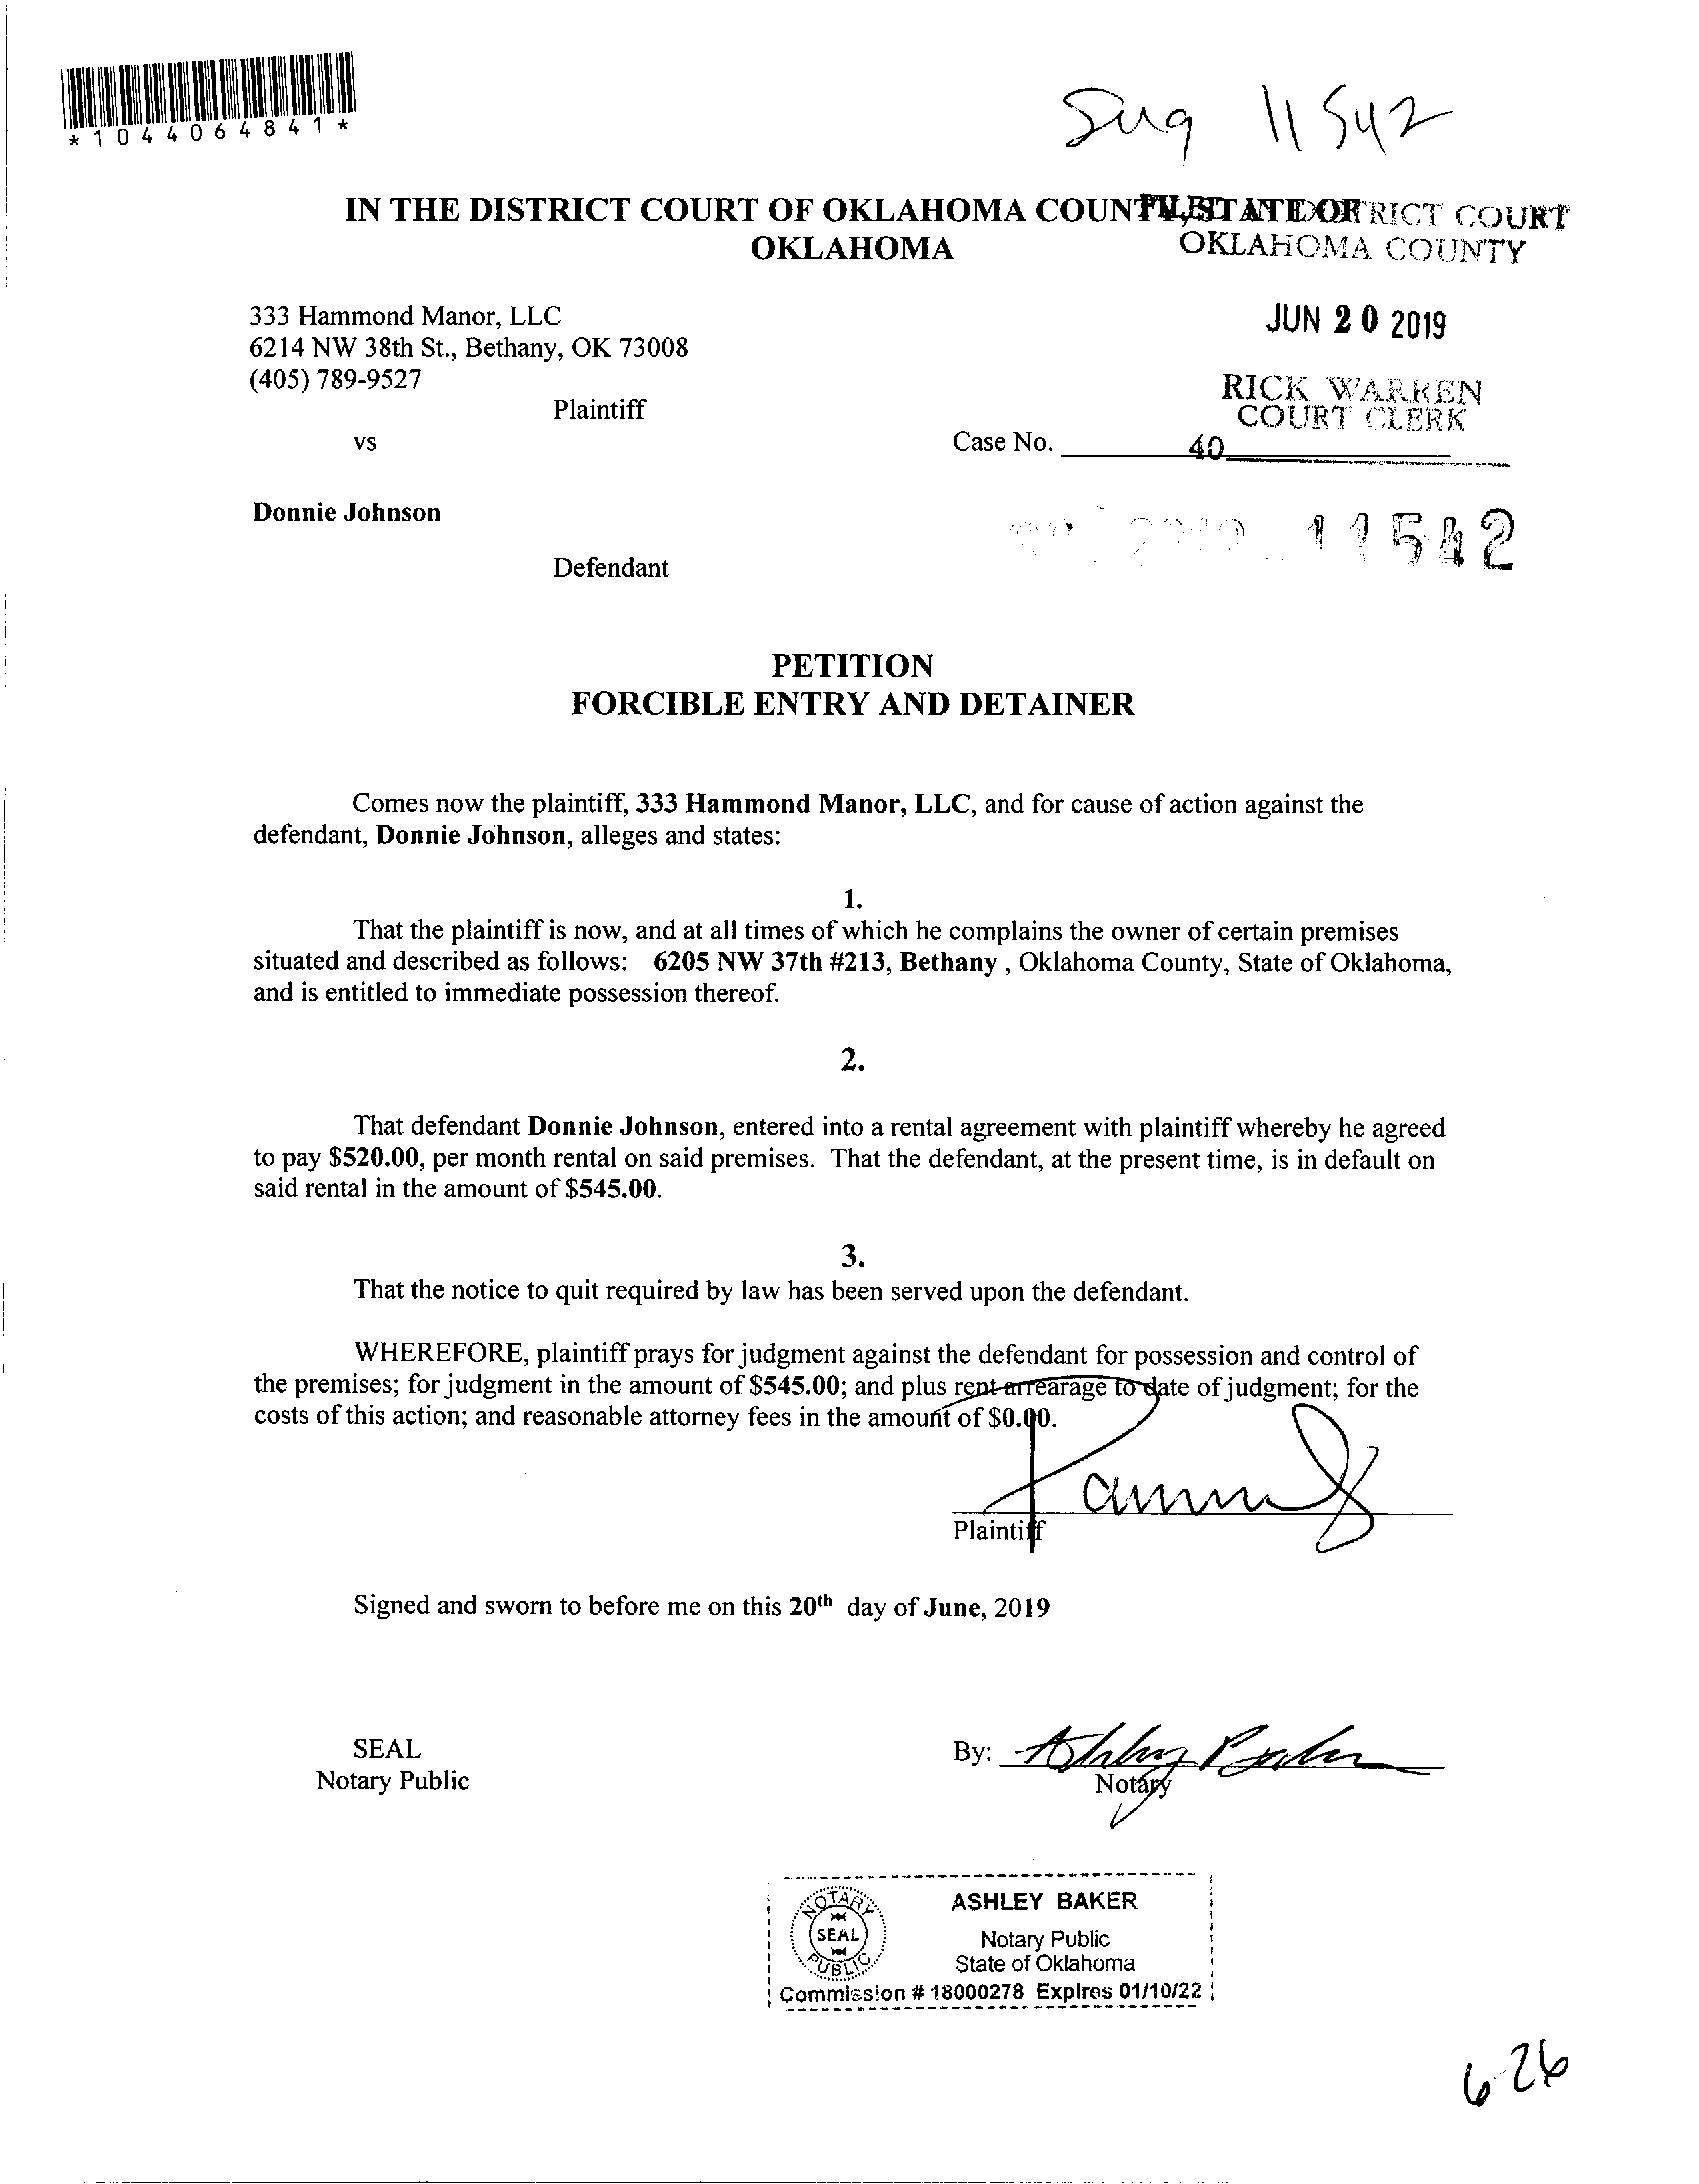 *1044064841*
11542
IN THE DISTRICT COURT OF OKLAHOMA COUNTY, STATE OF
OKLAHOMA
FILED IN DISTRICT COURT
OKLAHOMA COUNTY
333 Hammond Manor, LLC
6214 NW 38th St., Bethany, OK 73008
(405) 789-9527
Plaintiff
JUN 20 2019
RICK WARREN
COURT CLERK
vs
Case No.
40
Donnie Johnson
11542
Defendant
PETITION
FORCIBLE ENTRY AND DETAINER
Comes now the plaintiff, 333 Hammond Manor, LLC, and for cause of action against the
defendant, Donnie Johnson, alleges and states:
1.
That the plaintiff is now, and at all times of which he complains the owner of certain premises
situated and described as follows: 6205 NW 37th #213, Bethany , Oklahoma County, State of Oklahoma,
and is entitled to immediate possession thereof.
2.
That defendant Donnie Johnson, entered into a rental agreement with plaintiff whereby he agreed
to pay $520.00, per month rental on said premises. That the defendant, at the present time, is in default on
said rental in the amount of $545.00.
3.
That the notice to quit required by law has been served upon the defendant.
WHEREFORE, plaintiff prays for judgment against the defendant for possession and control of
the premises; for judgment in the amount of $545.00; and plus rent arrearage to date of judgment; for the
costs of this action; and reasonable attorney fees in the amount of $0.00.
Plaintiff
Signed and sworn to before me on this 20th day of June, 2019
SEAL
Notary Public
By: Ashley Baker
Notary
NOTARY
SEAL
PUBLIC
ASHLEY BAKER
Notary Public
State of Oklahoma
Commission # 18000278 Expires 01/10/22
6-26